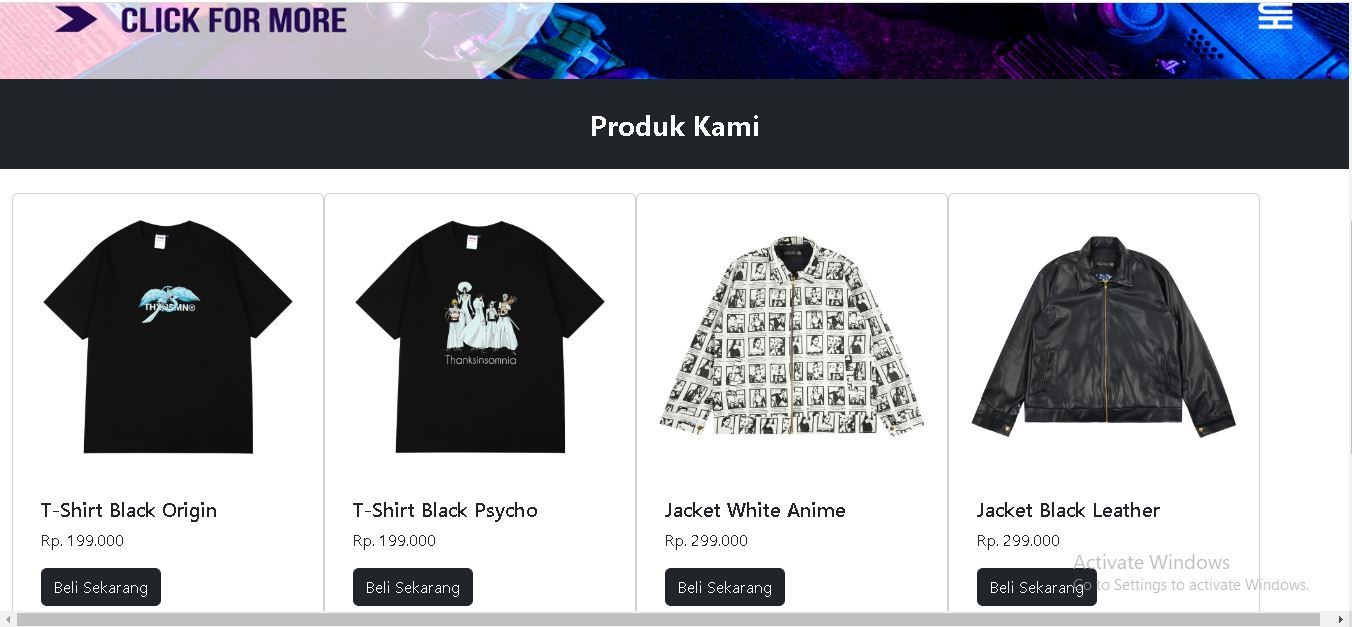 CLICK FOR MORE
Produk Kami
THXNSMN®
Thanksinsomnia
T-Shirt Black Origin
Rp. 199.000
Beli Sekarang
T-Shirt Black Psycho
Rp. 199.000
Beli Sekarang
Jacket White Anime
Rp. 299.000
Beli Sekarang
Jacket Black Leather
Rp. 299.000
Beli Sekarang
Activate Windows
Go to Settings to activate Windows.